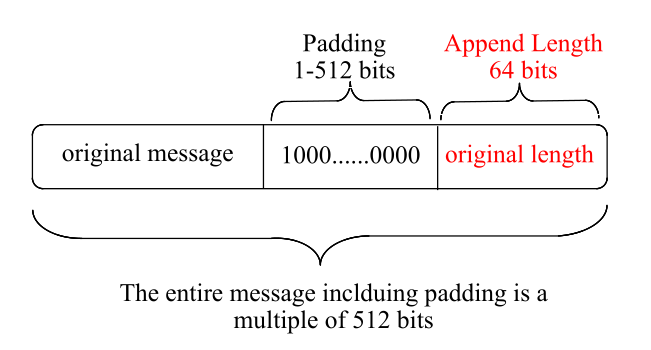 Padding
1-512 bits
Append Length
64 bits
original message
1000......0000
original length
The entire message inclduing padding is a
multiple of 512 bits